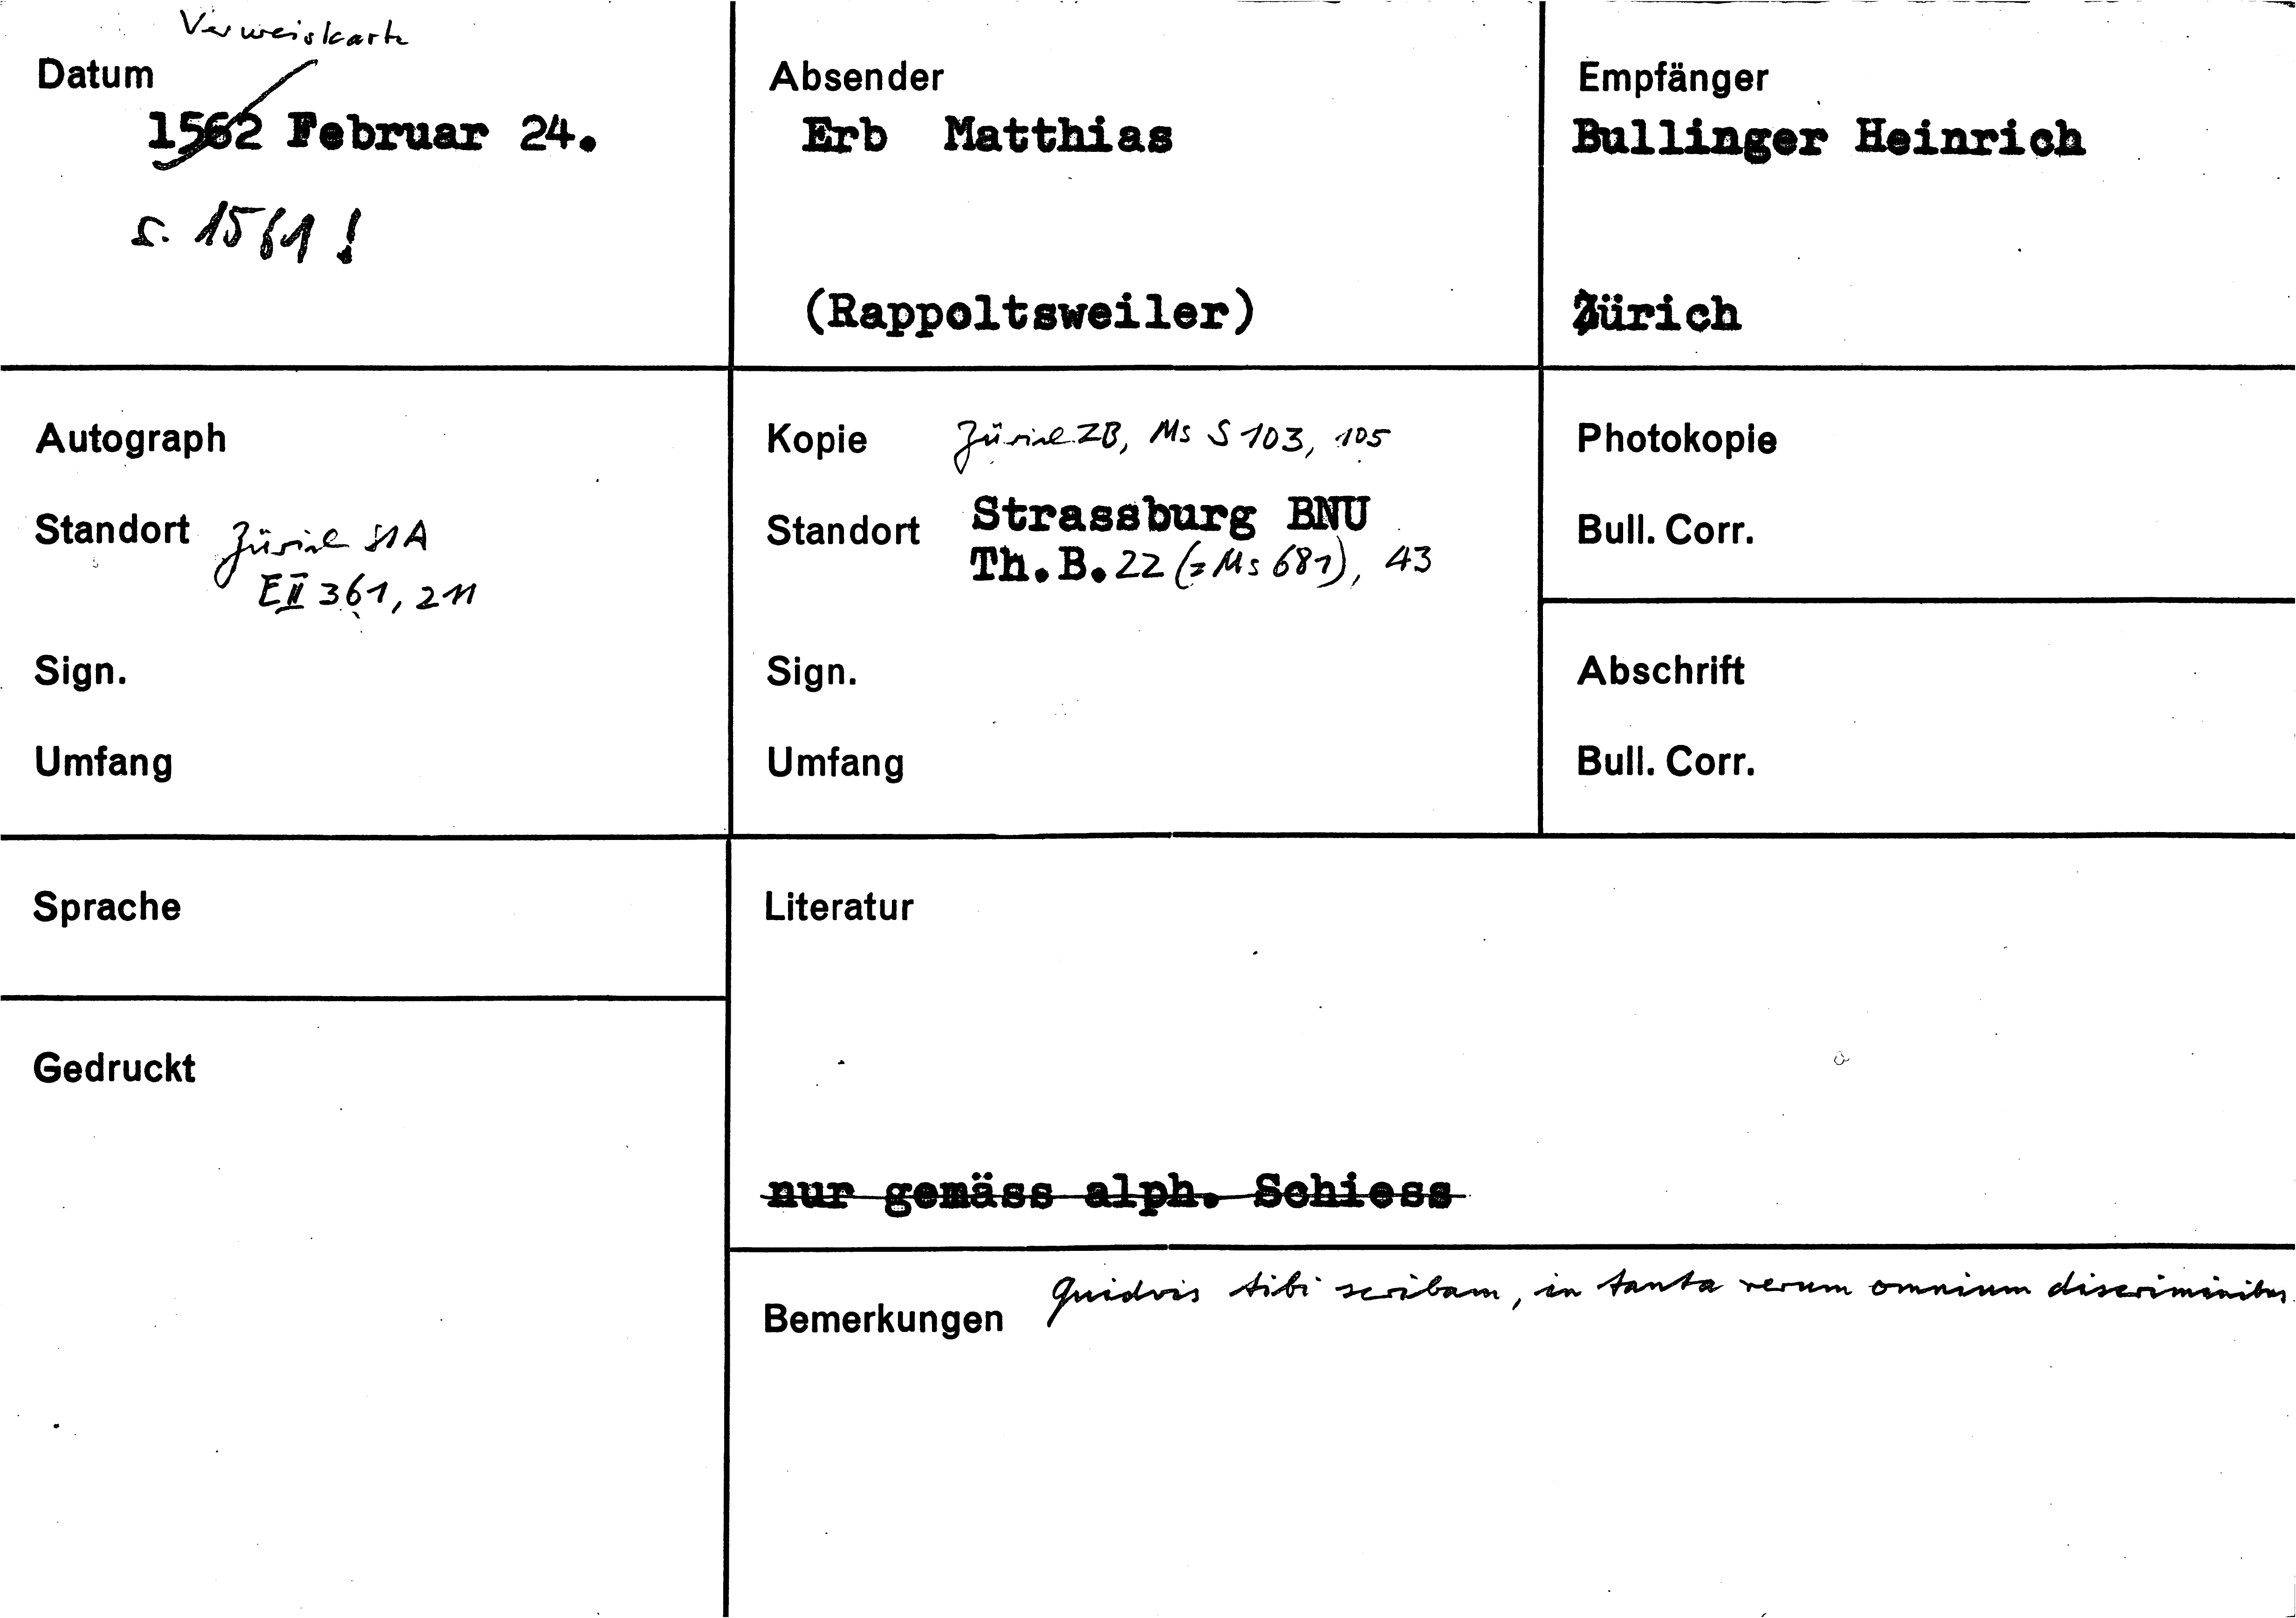 Verweiskarte
Datum
1562 Februar 24.
s. 1561!
Absender
Erb Matthias
(Rappoltsweiler)
Empfänger
Bullinger Heinrich
Zürich
Autograph
Standort Zürich StA
E II 361, 211
Sign.
Umfang
Kopie Zürich ZB, Ms S 103, 105
Standort Strassburg BNU
Th. B. 22 (= Ms 681), 43
Sign.
Umfang
Photokopie
Bull. Corr.
Abschrift
Bull. Corr.
Sprache
Gedruckt
Literatur
nur gemäss alph. Schiess
Bemerkungen Quidvis tibi scribam, in tanta rerum omnium discriminibus